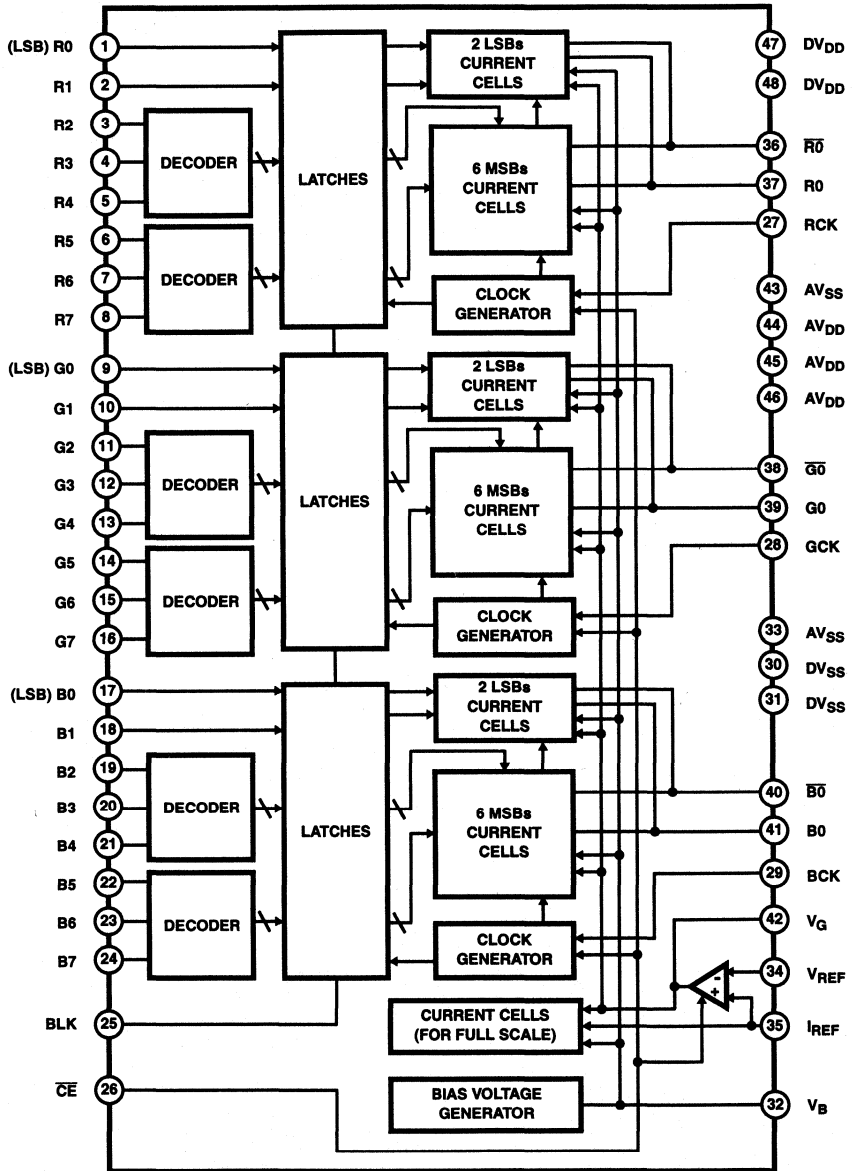 (LSB) R0 1
R1 2
R2 3
R3 4
R4 5
R5 6
R6 7
R7 8
(LSB) G0 9
G1 10
G2 11
G3 12
G4 13
G5 14
G6 15
G7 16
(LSB) B0 17
B1 18
B2 19
B3 20
B4 21
B5 22
B6 23
B7 24
BLK 25
C̅E̅ 26
DECODER
DECODER
LATCHES
2 LSBs
CURRENT
CELLS
6 MSBs
CURRENT
CELLS
CLOCK
GENERATOR
DECODER
DECODER
LATCHES
2 LSBs
CURRENT
CELLS
6 MSBs
CURRENT
CELLS
CLOCK
GENERATOR
DECODER
DECODER
LATCHES
2 LSBs
CURRENT
CELLS
6 MSBs
CURRENT
CELLS
CLOCK
GENERATOR
CURRENT CELLS
(FOR FULL SCALE)
BIAS VOLTAGE
GENERATOR
-
+
47 DVDD
48 DVDD
36 R̅0̅
37 R0
27 RCK
43 AVSS
44 AVDD
45 AVDD
46 AVDD
38 G̅0̅
39 G0
28 GCK
33 AVSS
30 DVSS
31 DVSS
40 B̅0̅
41 B0
29 BCK
42 VG
34 VREF
35 IREF
32 VB